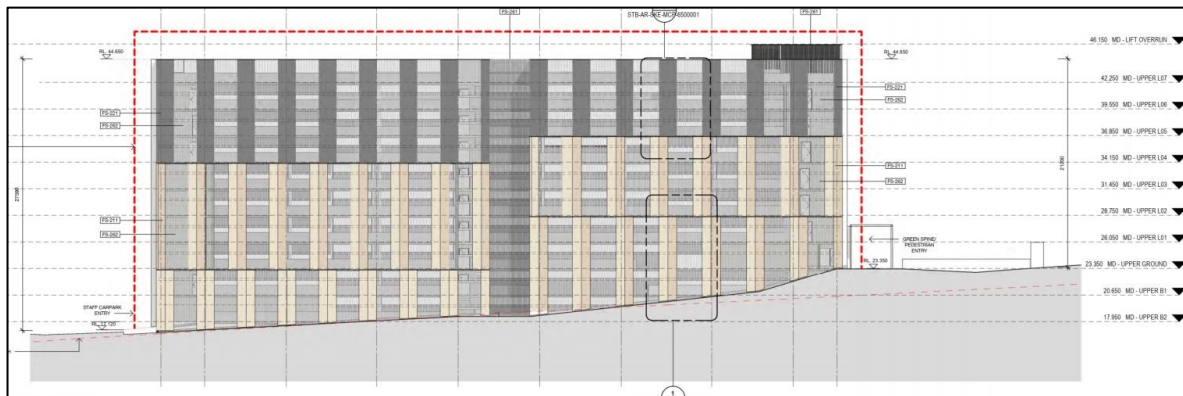 FS-261
FS-261
STB-AR-SKE-MCP-6500001
46.150 MD - LIFT OVERRUN
RL. 44.650
RL. 44.650
42.250 MD - UPPER L07
FS-221
FS-262
39.550 MD - UPPER L06
FS-221
FS-262
36.850 MD - UPPER L05
34.150 MD - UPPER L04
FS-211
FS-262
31.450 MD - UPPER L03
28.750 MD - UPPER L02
FS-211
FS-262
26.050 MD - UPPER L01
GREEN SPINE/
PEDESTRIAN
ENTRY
RL. 23.350
23.350 MD - UPPER GROUND
20.650 MD - UPPER B1
STAFF CARPARK
ENTRY
17.950 MD - UPPER B2
1